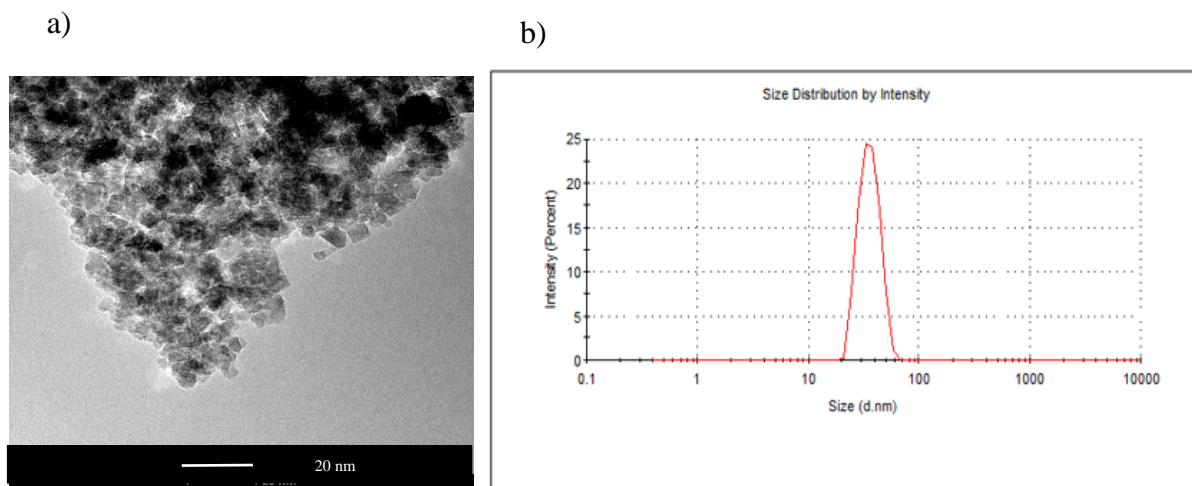 a)
b)
20 nm
Size Distribution by Intensity
25
20
15
10
5
0
Intensity (Percent)
0.1 1 10 100 1000 10000
Size (d.nm)